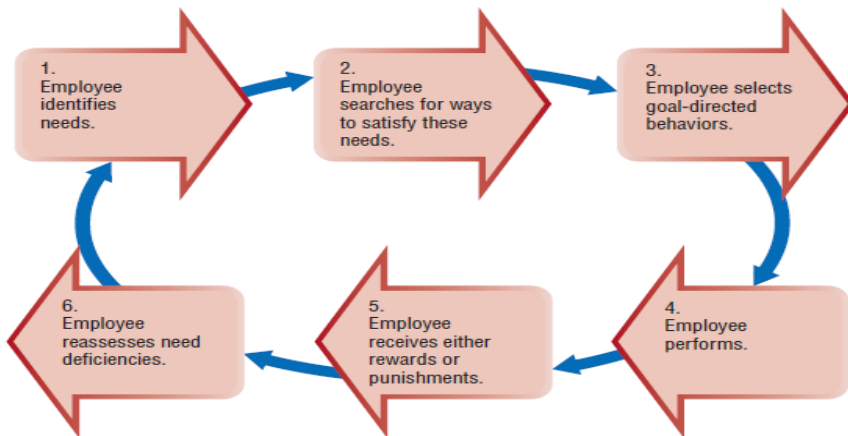 1.
Employee
identifies
needs.
2.
Employee
searches for ways
to satisfy these
needs.
3.
Employee selects
goal-directed
behaviors.
4.
Employee
performs.
5.
Employee
receives either
rewards or
punishments.
6.
Employee
reassesses need
deficiencies.